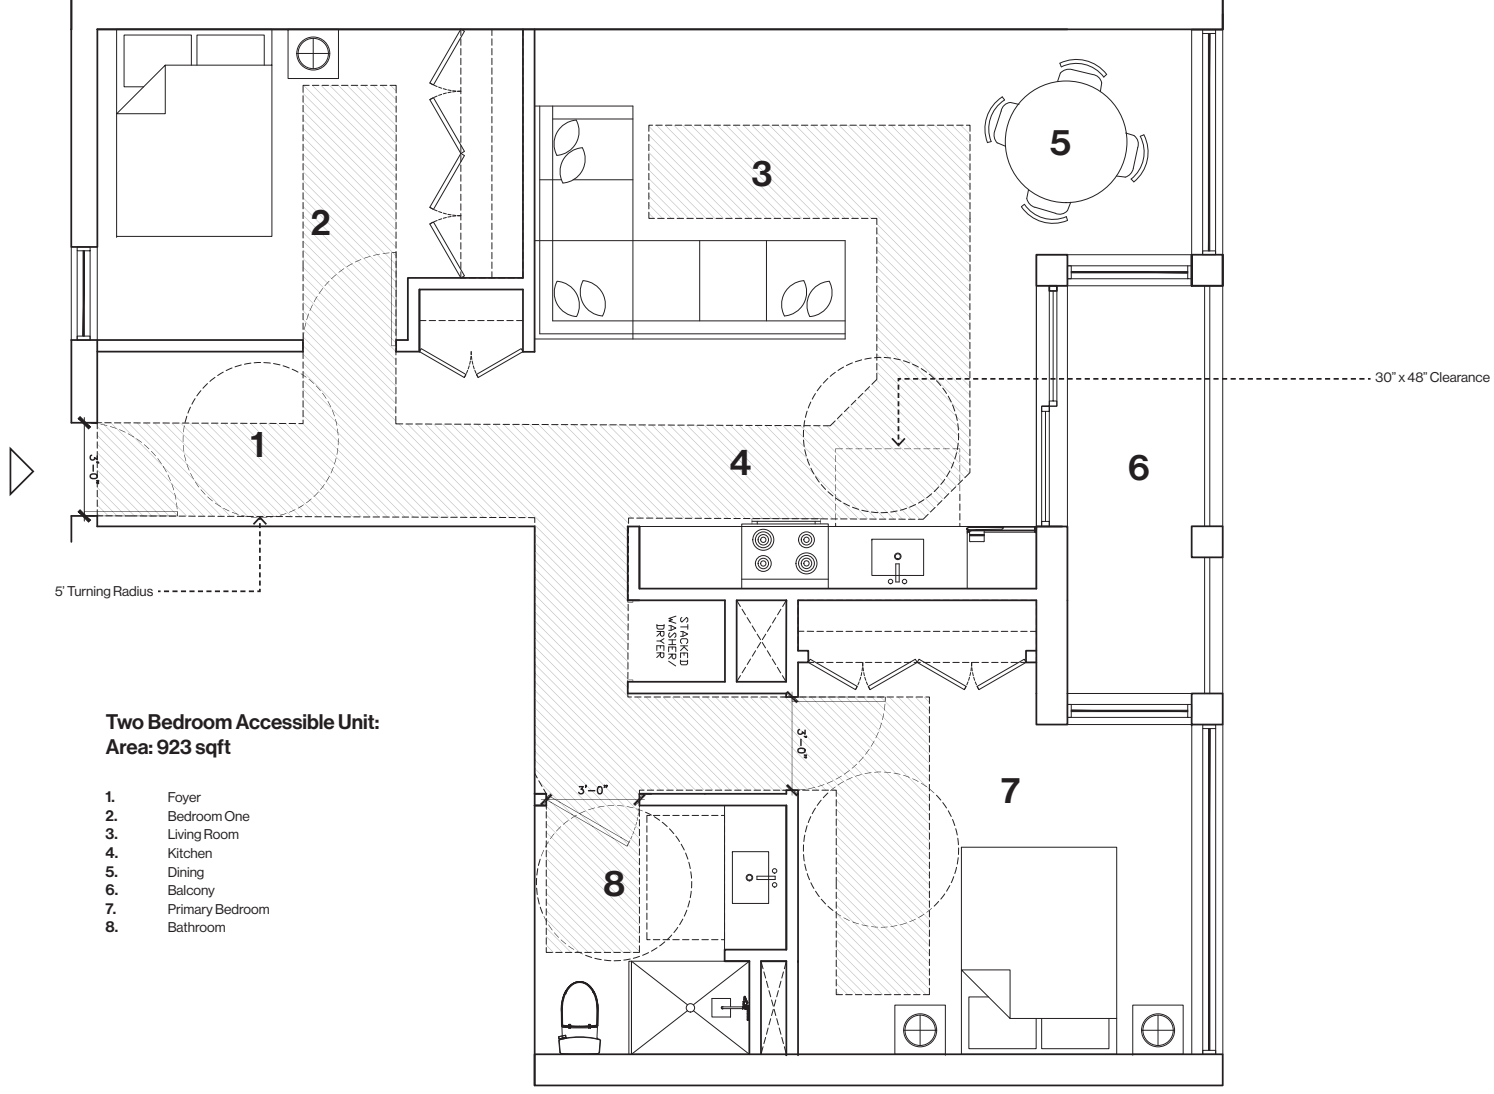 2
3
5
30” x 48” Clearance
1
3'-0"
4
6
5’ Turning Radius
STACKED
WASHER/
DRYER
Two Bedroom Accessible Unit:
Area: 923 sqft
3'-0"
3'-0"
7
8
1. Foyer
2. Bedroom One
3. Living Room
4. Kitchen
5. Dining
6. Balcony
7. Primary Bedroom
8. Bathroom